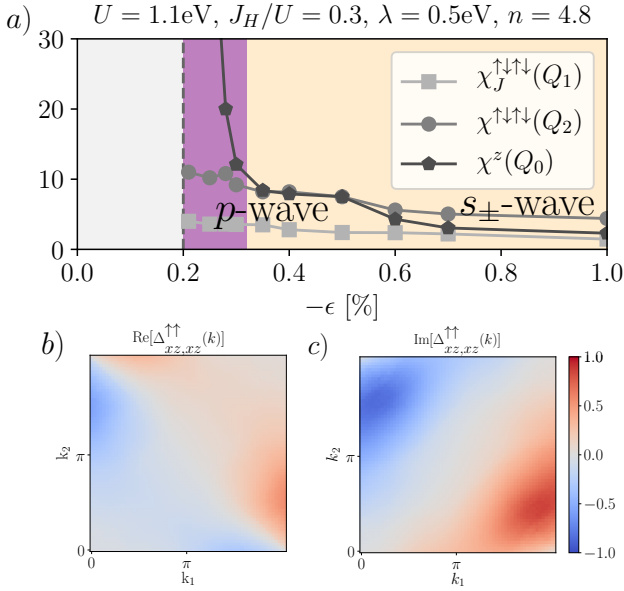 U = 1.1eV, J_H/U = 0.3, λ = 0.5eV, n = 4.8
a)
30
20
10
0
χ_J^{↑↓↑↓}(Q_1)
χ^{↑↓↑↓}(Q_2)
χ^z(Q_0)
p-wave
s_±-wave
0.0 0.2 0.4 0.6 0.8 1.0
−ϵ [%]
b)
Re[Δ^{↑↑}_{xz,xz}(k)]
k_2
π
0
0 π
k_1
c)
Im[Δ^{↑↑}_{xz,xz}(k)]
k_2
π
0
0 π
k_1
1.0
0.5
0.0
−0.5
−1.0